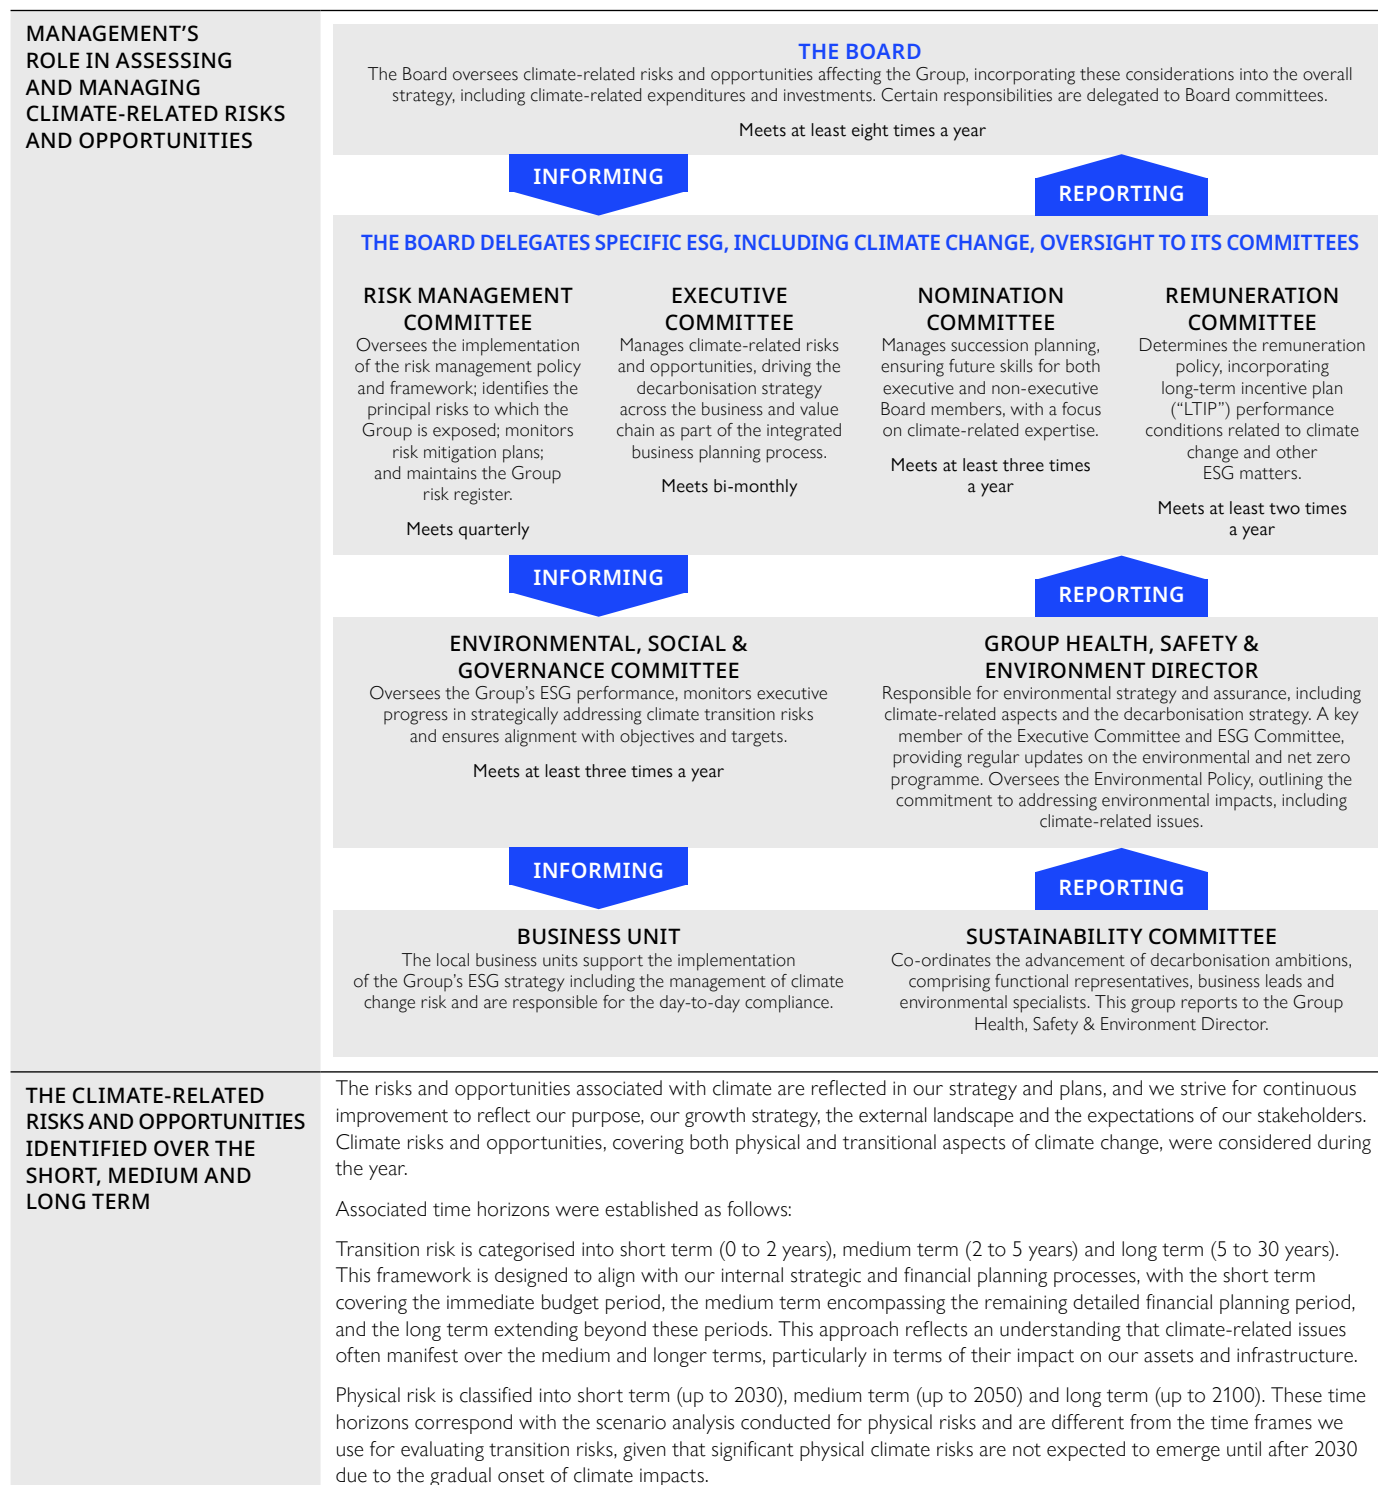 MANAGEMENT'S
ROLE IN ASSESSING
AND MANAGING
CLIMATE-RELATED RISKS
AND OPPORTUNITIES
THE BOARD
The Board oversees climate-related risks and opportunities affecting the Group, incorporating these considerations into the overall
strategy, including climate-related expenditures and investments. Certain responsibilities are delegated to Board committees.
Meets at least eight times a year
INFORMING
REPORTING
THE BOARD DELEGATES SPECIFIC ESG, INCLUDING CLIMATE CHANGE, OVERSIGHT TO ITS COMMITTEES
RISK MANAGEMENT
COMMITTEE
Oversees the implementation
of the risk management policy
and framework; identifies the
principal risks to which the
Group is exposed; monitors
risk mitigation plans;
and maintains the Group
risk register.
Meets quarterly
EXECUTIVE
COMMITTEE
Manages climate-related risks
and opportunities, driving the
decarbonisation strategy
across the business and value
chain as part of the integrated
business planning process.
Meets bi-monthly
NOMINATION
COMMITTEE
Manages succession planning,
ensuring future skills for both
executive and non-executive
Board members, with a focus
on climate-related expertise.
Meets at least three times
a year
REMUNERATION
COMMITTEE
Determines the remuneration
policy, incorporating
long-term incentive plan
("LTIP") performance
conditions related to climate
change and other
ESG matters.
Meets at least two times
a year
INFORMING
REPORTING
ENVIRONMENTAL, SOCIAL &
GOVERNANCE COMMITTEE
Oversees the Group's ESG performance, monitors executive
progress in strategically addressing climate transition risks
and ensures alignment with objectives and targets.
Meets at least three times a year
GROUP HEALTH, SAFETY &
ENVIRONMENT DIRECTOR
Responsible for environmental strategy and assurance, including
climate-related aspects and the decarbonisation strategy. A key
member of the Executive Committee and ESG Committee,
providing regular updates on the environmental and net zero
programme. Oversees the Environmental Policy, outlining the
commitment to addressing environmental impacts, including
climate-related issues.
INFORMING
REPORTING
BUSINESS UNIT
The local business units support the implementation
of the Group's ESG strategy including the management of climate
change risk and are responsible for the day-to-day compliance.
SUSTAINABILITY COMMITTEE
Co-ordinates the advancement of decarbonisation ambitions,
comprising functional representatives, business leads and
environmental specialists. This group reports to the Group
Health, Safety & Environment Director.
THE CLIMATE-RELATED
RISKS AND OPPORTUNITIES
IDENTIFIED OVER THE
SHORT, MEDIUM AND
LONG TERM
The risks and opportunities associated with climate are reflected in our strategy and plans, and we strive for continuous
improvement to reflect our purpose, our growth strategy, the external landscape and the expectations of our stakeholders.
Climate risks and opportunities, covering both physical and transitional aspects of climate change, were considered during
the year.
Associated time horizons were established as follows:
Transition risk is categorised into short term (0 to 2 years), medium term (2 to 5 years) and long term (5 to 30 years).
This framework is designed to align with our internal strategic and financial planning processes, with the short term
covering the immediate budget period, the medium term encompassing the remaining detailed financial planning period,
and the long term extending beyond these periods. This approach reflects an understanding that climate-related issues
often manifest over the medium and longer terms, particularly in terms of their impact on our assets and infrastructure.
Physical risk is classified into short term (up to 2030), medium term (up to 2050) and long term (up to 2100). These time
horizons correspond with the scenario analysis conducted for physical risks and are different from the time frames we
use for evaluating transition risks, given that significant physical climate risks are not expected to emerge until after 2030
due to the gradual onset of climate impacts.